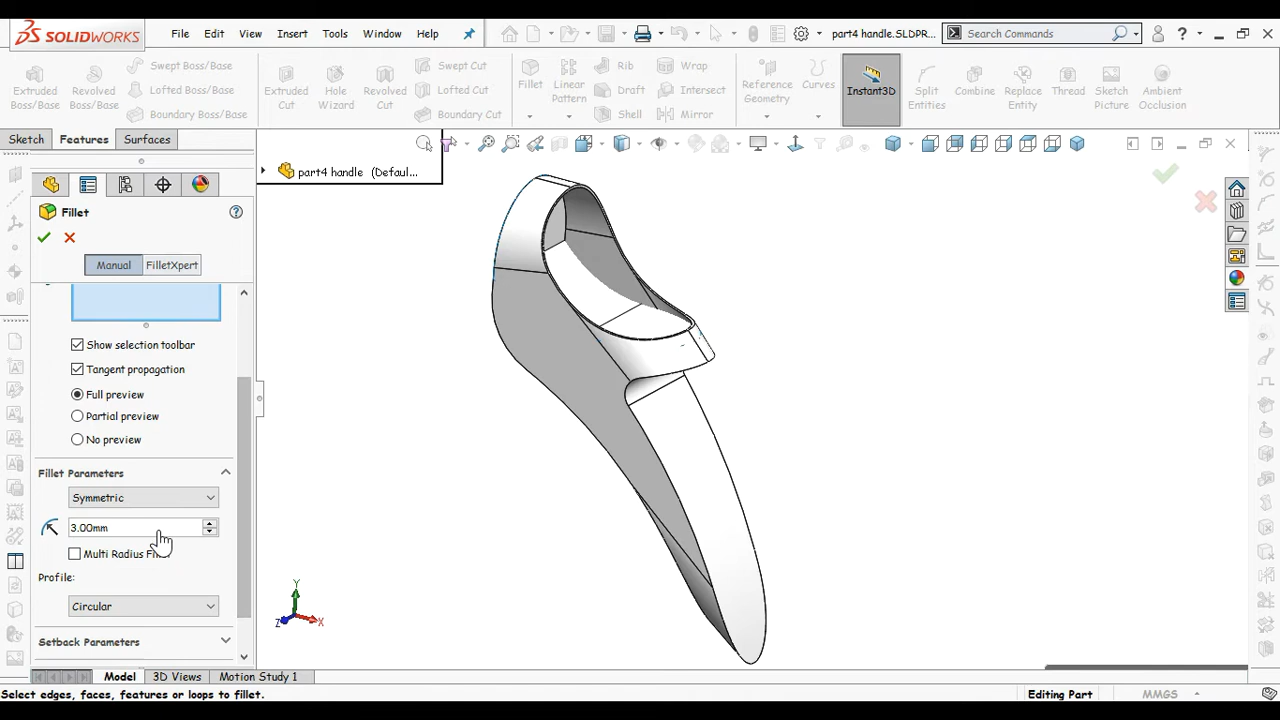 SOLIDWORKS File Edit View Insert Tools Window Help part4 handle.SLDPR... Search Commands
Extruded Boss/Base Revolved Boss/Base Swept Boss/Base Lofted Boss/Base Boundary Boss/Base Extruded Cut Hole Wizard Revolved Cut Swept Cut Lofted Cut Boundary Cut Fillet Linear Pattern Rib Draft Shell Wrap Intersect Mirror Reference Geometry Curves Instant3D Split Entities Combine Replace Entity Thread Sketch Picture Ambient Occlusion
Sketch Features Surfaces
part4 handle (Defaul...
Fillet
Manual FilletXpert
Show selection toolbar
Tangent propagation
Full preview
Partial preview
No preview
Fillet Parameters
Symmetric
3.00mm
Multi Radius
Profile:
Circular
Setback Parameters
Y
Z X
Model 3D Views Motion Study 1
Select edges, faces, features or loops to fillet. Editing Part MMGS